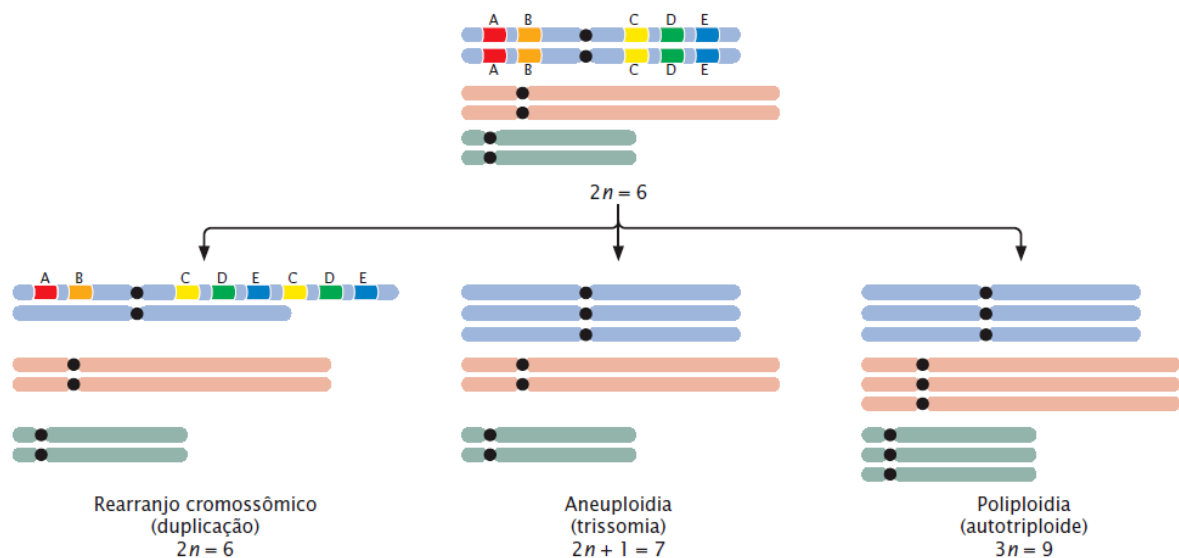 A B C D E
A B C D E
2n = 6
A B C D E C D E
Rearranjo cromossômico
(duplicação)
2n = 6
Aneuploidia
(trissomia)
2n + 1 = 7
Poliploidia
(autotriploide)
3n = 9